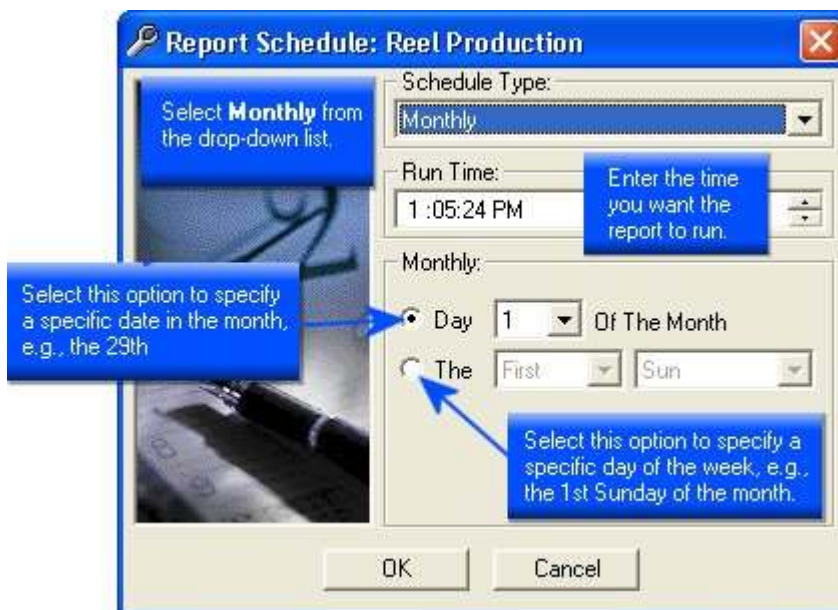 Report Schedule: Reel Production
Select Monthly from
the drop-down list.
Schedule Type:
Monthly
Run Time:
1 :05:24 PM
Enter the time
you want the
report to run.
Monthly:
Select this option to specify
a specific date in the month,
e.g., the 29th
Day 1 Of The Month
The First Sun
Select this option to specify a
specific day of the week, e.g.,
the 1st Sunday of the month.
OK Cancel